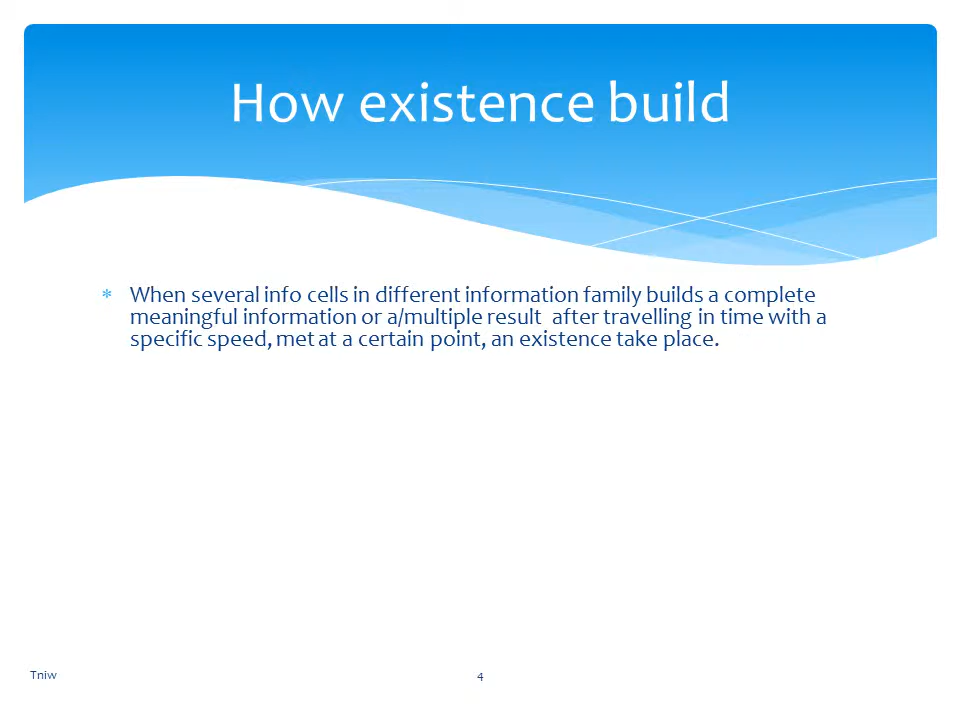 How existence build
When several info cells in different information family builds a complete
meaningful information or a/multiple result  after travelling in time with a
specific speed, met at a certain point, an existence take place.
Tniw
4